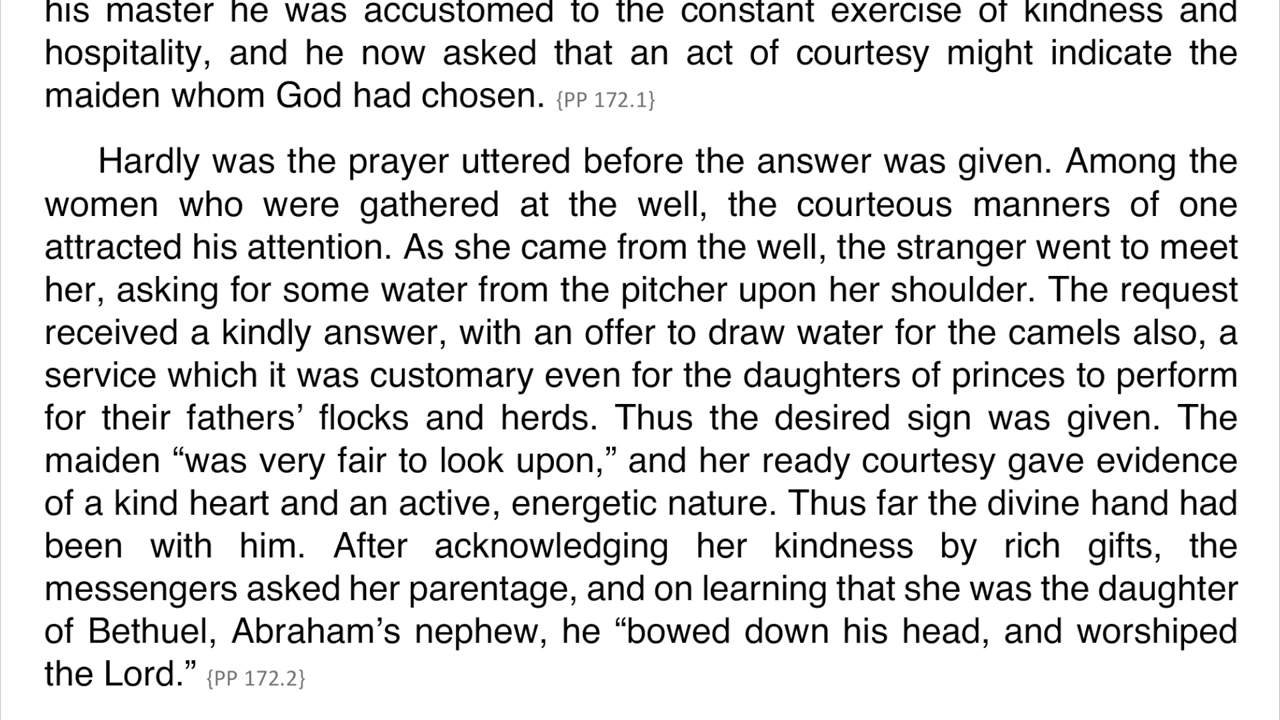 his master he was accustomed to the constant exercise of kindness and
hospitality, and he now asked that an act of courtesy might indicate the
maiden whom God had chosen. {PP 172.1}
Hardly was the prayer uttered before the answer was given. Among the
women who were gathered at the well, the courteous manners of one
attracted his attention. As she came from the well, the stranger went to meet
her, asking for some water from the pitcher upon her shoulder. The request
received a kindly answer, with an offer to draw water for the camels also, a
service which it was customary even for the daughters of princes to perform
for their fathers’ flocks and herds. Thus the desired sign was given. The
maiden “was very fair to look upon,” and her ready courtesy gave evidence
of a kind heart and an active, energetic nature. Thus far the divine hand had
been with him. After acknowledging her kindness by rich gifts, the
messengers asked her parentage, and on learning that she was the daughter
of Bethuel, Abraham’s nephew, he “bowed down his head, and worshiped
the Lord.” {PP 172.2}